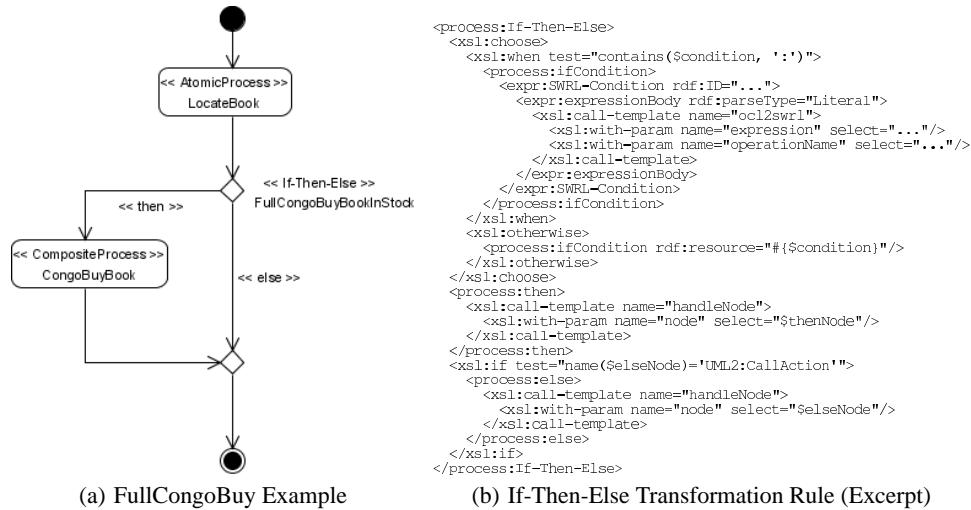 << AtomicProcess >>
LocateBook
<< If-Then-Else >>
FullCongoBuyBookInStock
<< then >>
<< CompositeProcess >>
CongoBuyBook
<< else >>
(a) FullCongoBuy Example
<process:If-Then-Else>
<xsl:choose>
<xsl:when test="contains($condition, ':')">
<process:ifCondition>
<expr:SWRL-Condition rdf:ID="...">
<expr:expressionBody rdf:parseType="Literal">
<xsl:call-template name="ocl2swrl">
<xsl:with-param name="expression" select="..."/>
<xsl:with-param name="operationName" select="..."/>
</xsl:call-template>
</expr:expressionBody>
</expr:SWRL-Condition>
</process:ifCondition>
</xsl:when>
<xsl:otherwise>
<process:ifCondition rdf:resource="#{$condition}"/>
</xsl:otherwise>
</xsl:choose>
<process:then>
<xsl:call-template name="handleNode">
<xsl:with-param name="node" select="$thenNode"/>
</xsl:call-template>
</process:then>
<xsl:if test="name($elseNode)='UML2:CallAction'">
<process:else>
<xsl:call-template name="handleNode">
<xsl:with-param name="node" select="$elseNode"/>
</xsl:call-template>
</process:else>
</xsl:if>
</process:If-Then-Else>
(b) If-Then-Else Transformation Rule (Excerpt)